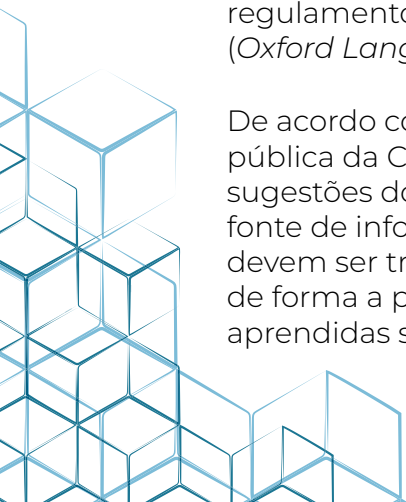 regulamento
(Oxford Lang
De acordo co
pública da C
sugestões do
fonte de info
devem ser tr
de forma a p
aprendidas s